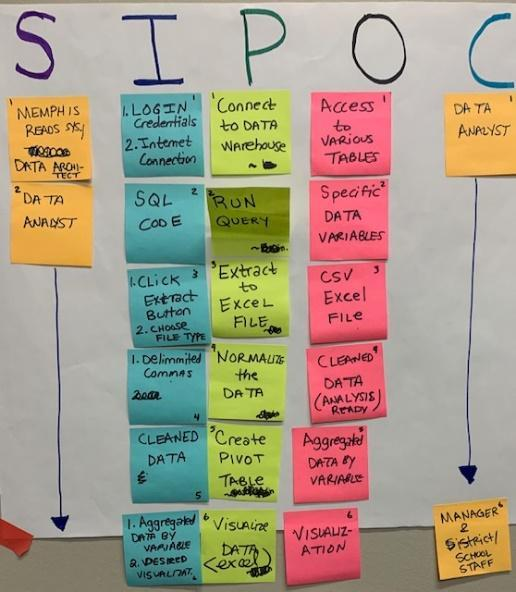 S I P O C
1
MEMPHIS
READS SYS/
DATA ARCHI-
TECT
1
1. LOGIN
Credentials
2. Internet
Connection
1
Connect
to DATA
WAREHOUSE
Access
to
VARIOUS
TABLES
1
DATA
ANALYST
2
DATA
ANALYST
2
SQL
CODE
2
RUN
QUERY
2
Specific
DATA
VARIABLES
3
1. CLICK
Extract
Button
2. CHOOSE
FILE TYPE
3
Extract
to
EXCEL
FILE
3
CSV
Excel
File
1. Delimmited
Commas
4
4
NORMALIZE
the
DATA
4
CLEANED
DATA
(ANALYSIS
READY)
CLEANED
DATA
5
5
Create
PIVOT
TABLE
5
Aggregated
DATA BY
VARIABLE
1. Aggregated
DATA BY
VARIABLE
2. DESIRED
VISUALIZAT.
6
VISUALIZE
DATA
(excel)
6
VISUALIZ-
ATION
6
MANAGER
&
District/
SCHOOL
STAFF